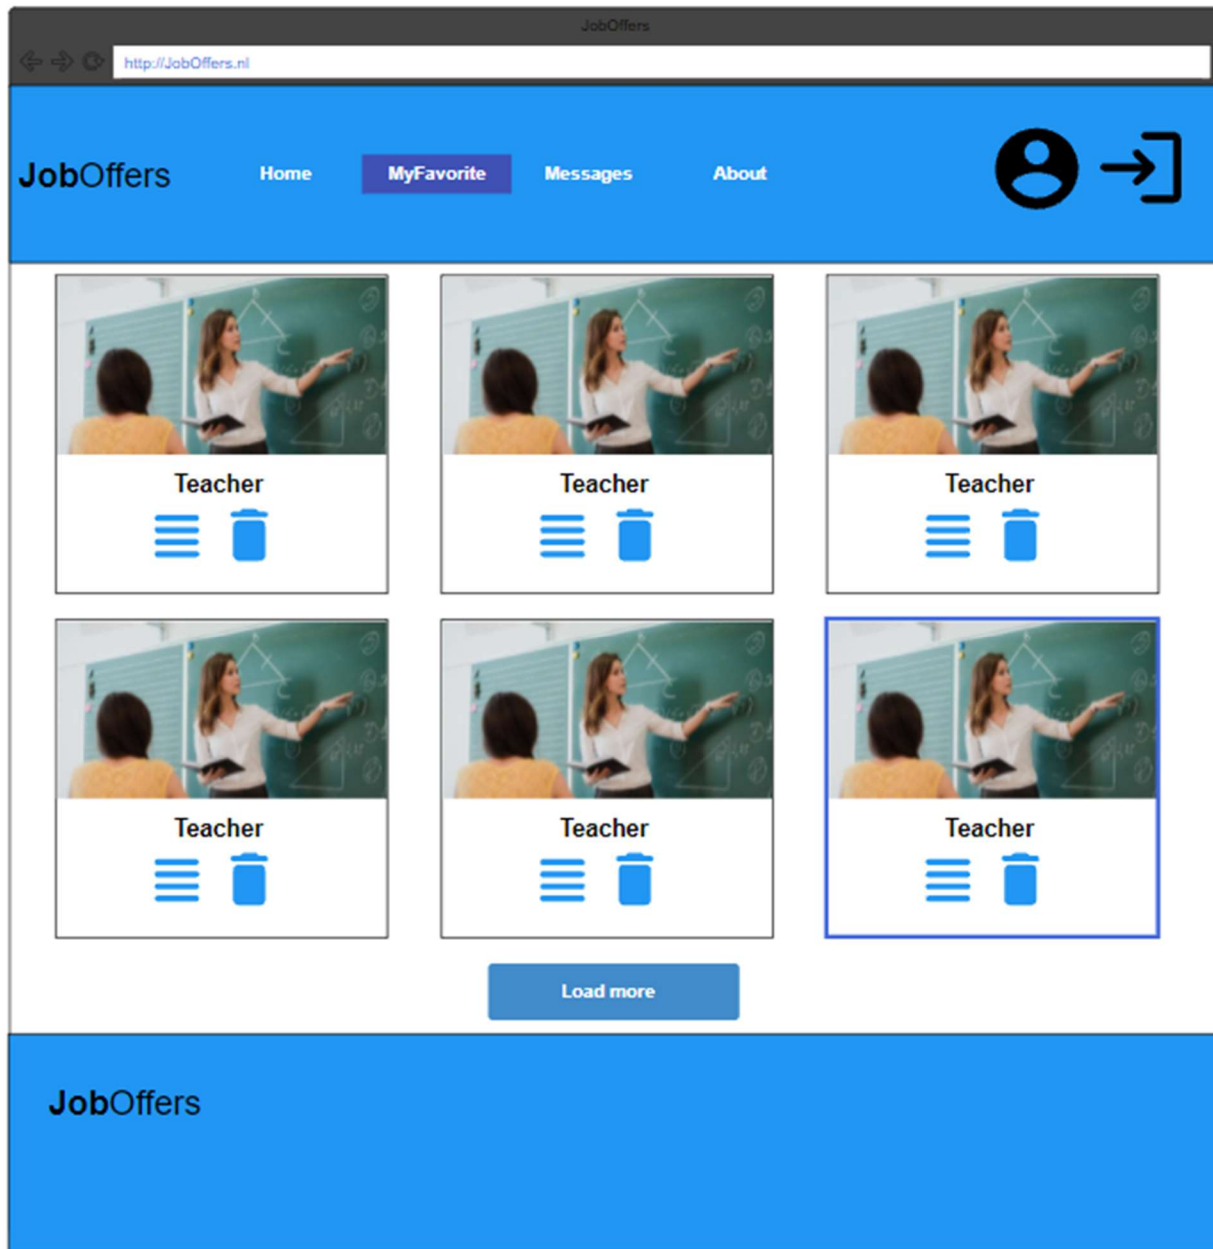 JobOffers
http://JobOffers.nl
JobOffers Home MyFavorite Messages About
Teacher Teacher Teacher
Teacher Teacher Teacher
Load more
JobOffers